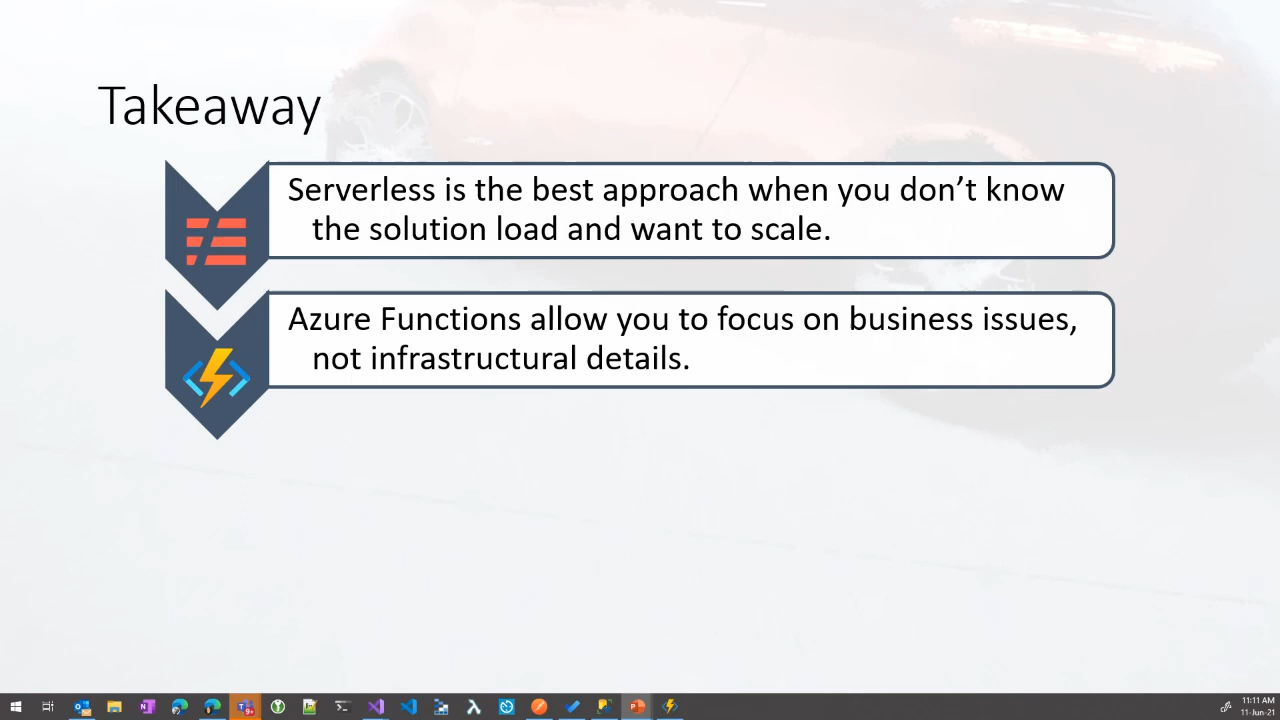 Takeaway
Serverless is the best approach when you don’t know
the solution load and want to scale.
Azure Functions allow you to focus on business issues,
not infrastructural details.
11:11 AM
11-Jun-21